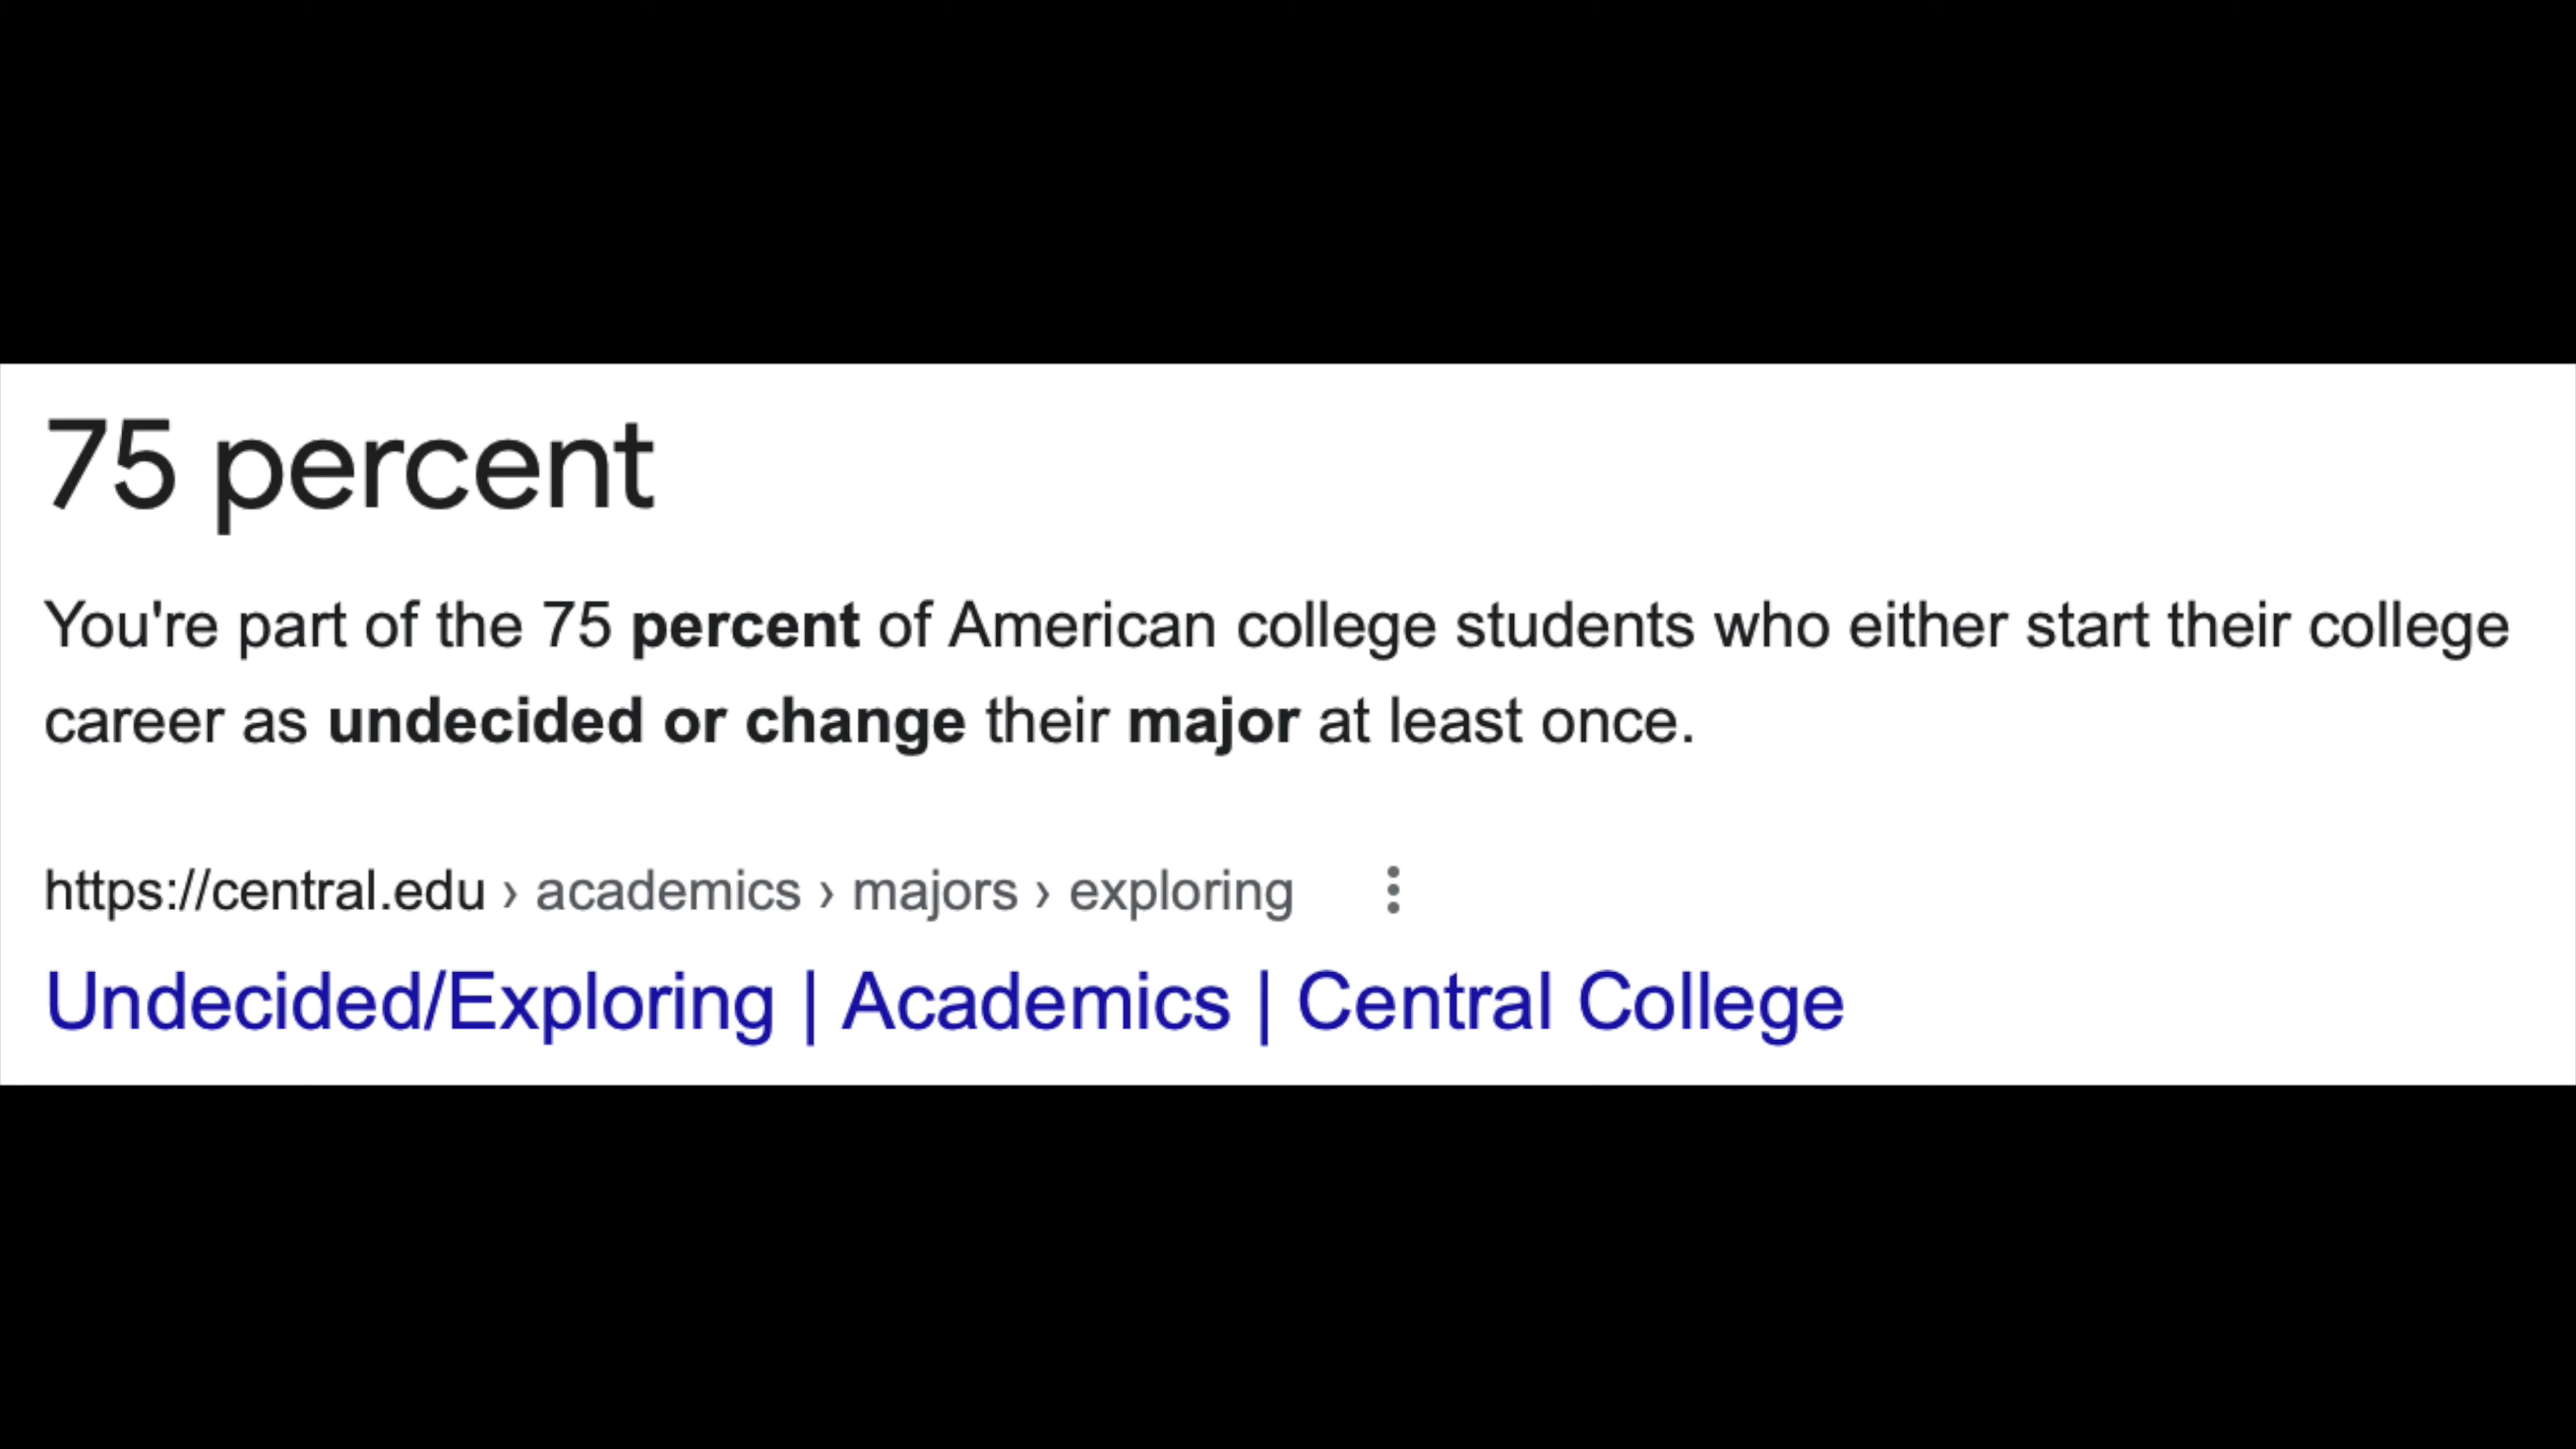 75 percent
You're part of the 75 percent of American college students who either start their college
career as undecided or change their major at least once.
https://central.edu › academics › majors › exploring
Undecided/Exploring | Academics | Central College